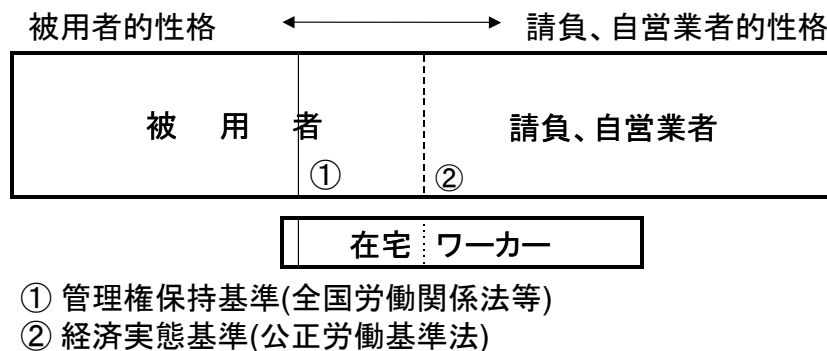 被用者的性格 請負、自営業者的性格
被 用 者 請負、自営業者
① ②
在宅 ワーカー
① 管理権保持基準(全国労働関係法等)
② 経済実態基準(公正労働基準法)